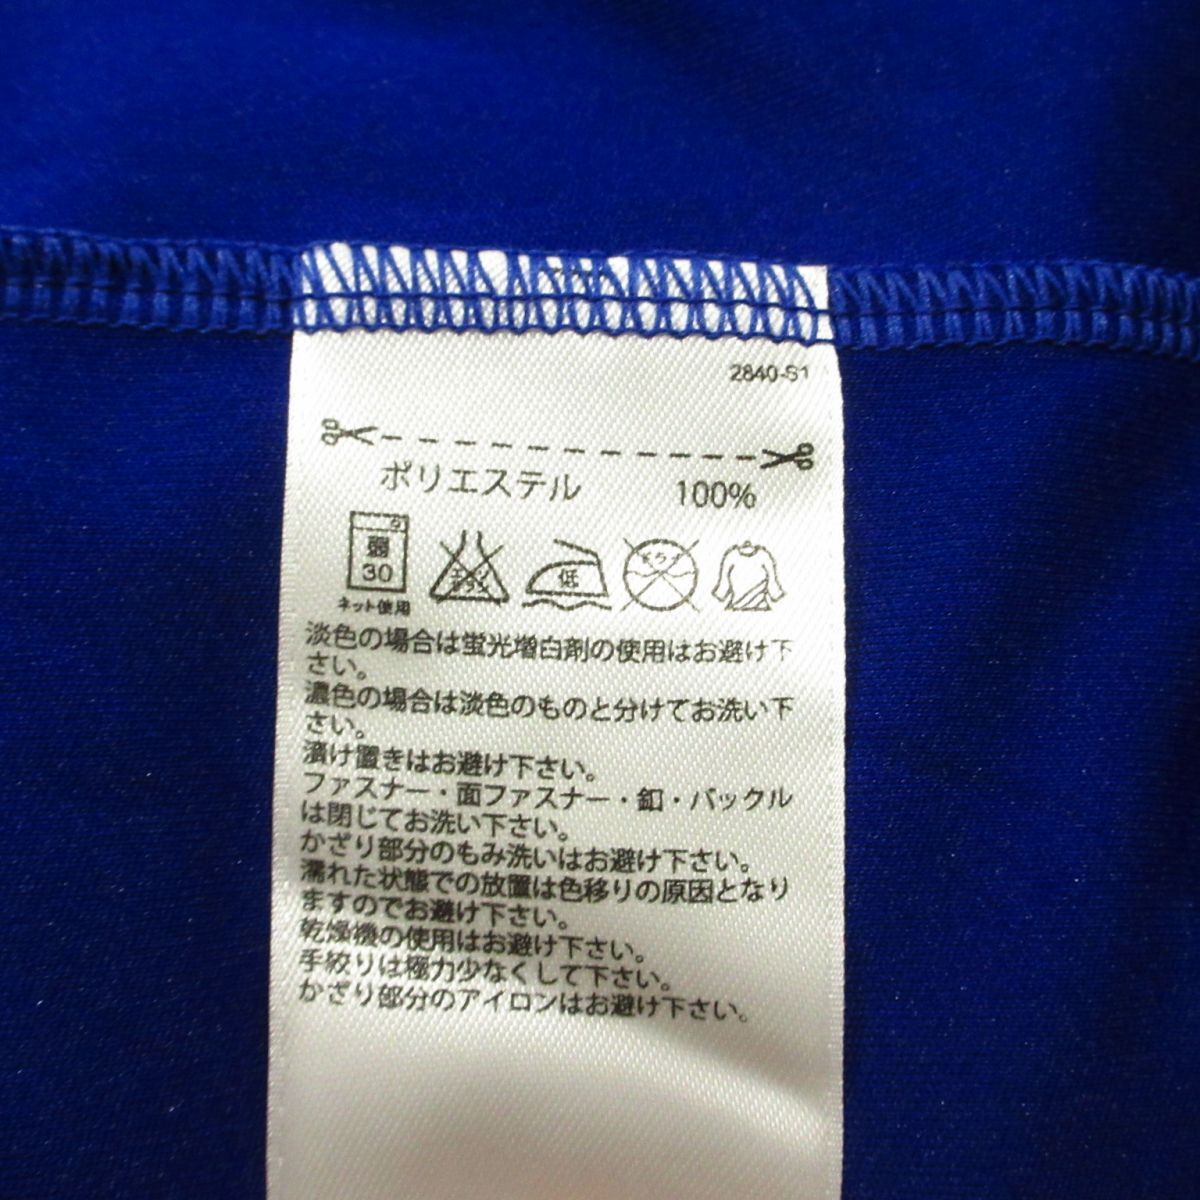 2840-S1
ポリエステル 100%
弱
30
ネット使用
エンソ
サラシ
低
ドライ
淡色の場合は蛍光増白剤の使用はお避け下
さい。
濃色の場合は淡色のものと分けてお洗い下
さい。
漬け置きはお避け下さい。
ファスナー・面ファスナー・釦・バックル
は閉じてお洗い下さい。
かざり部分のもみ洗いはお避け下さい。
濡れた状態での放置は色移りの原因となり
ますのでお避け下さい。
乾燥機の使用はお避け下さい。
手絞りは極力少なくして下さい。
かざり部分のアイロンはお避け下さい。